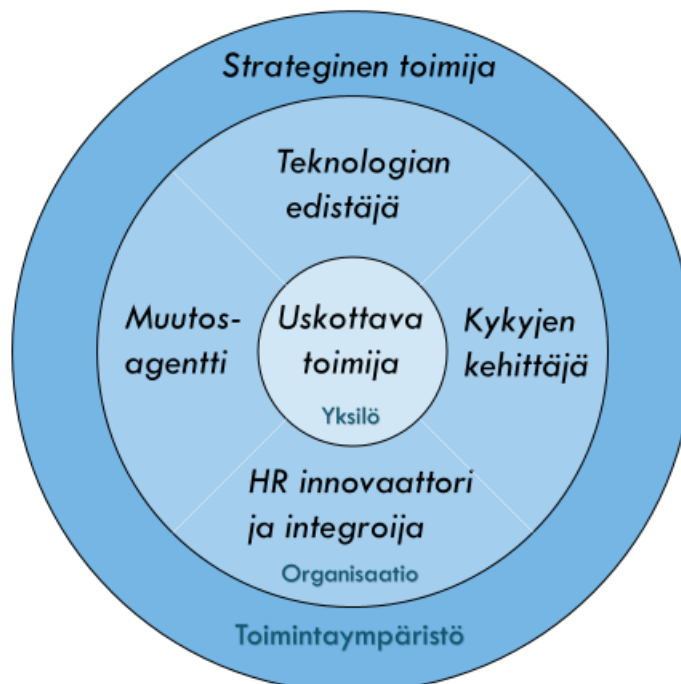 Strateginen toimija
Teknologian
edistäjä
Muutos-
agentti
Uskottava
toimija
Yksilö
Kykyjen
kehittäjä
HR innovaattori
ja integroija
Organisaatio
Toimintaympäristö